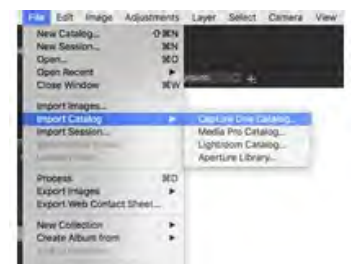 File Edit Image Adjustments Layer Select Camera View
New Catalog... ⇧⌘N
New Session... ⌘N
Open... ⌘O
Open Recent ▶
Close Window ⌘W
Import Images...
Import Catalog ▶ Capture One Catalog...
Import Session... Media Pro Catalog...
Lightroom Catalog...
Aperture Library...
Process ⌘D
Export Images ▶
Export Web Contact Sheet...
New Collection ▶
Create Album from ▶